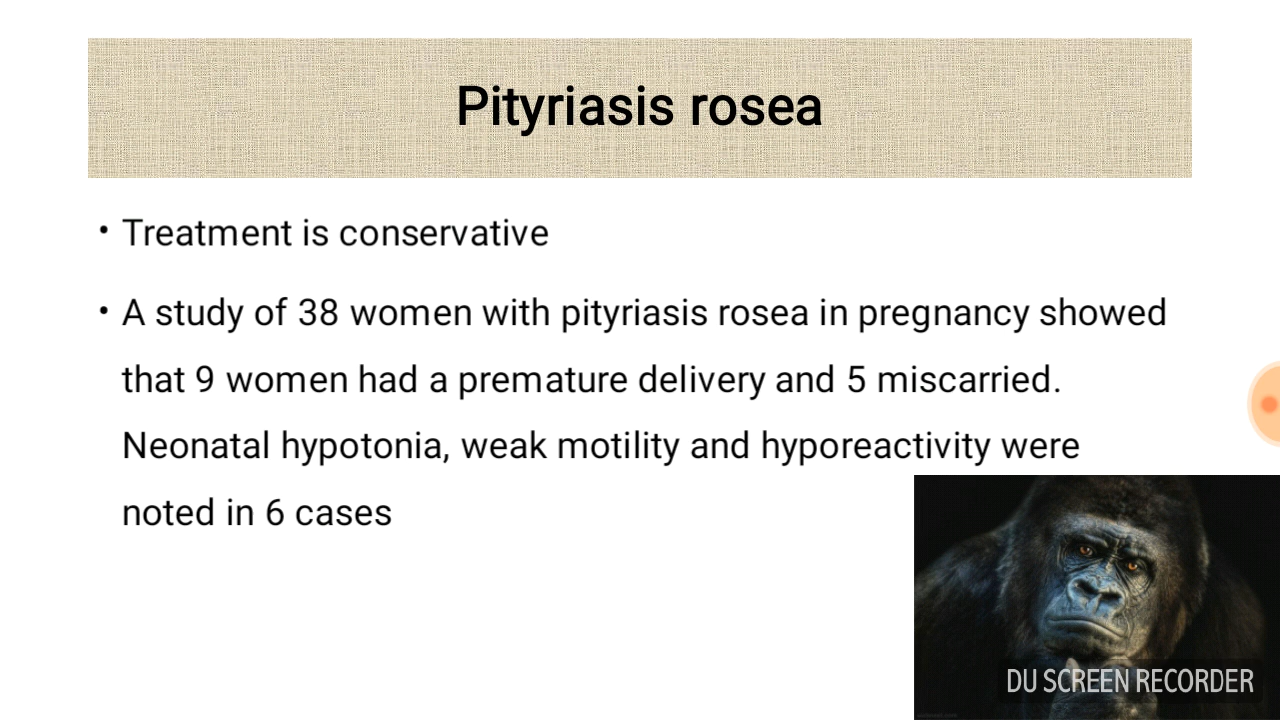 Pityriasis rosea
• Treatment is conservative
• A study of 38 women with pityriasis rosea in pregnancy showed
that 9 women had a premature delivery and 5 miscarried.
Neonatal hypotonia, weak motility and hyporeactivity were
noted in 6 cases
DU SCREEN RECORDER